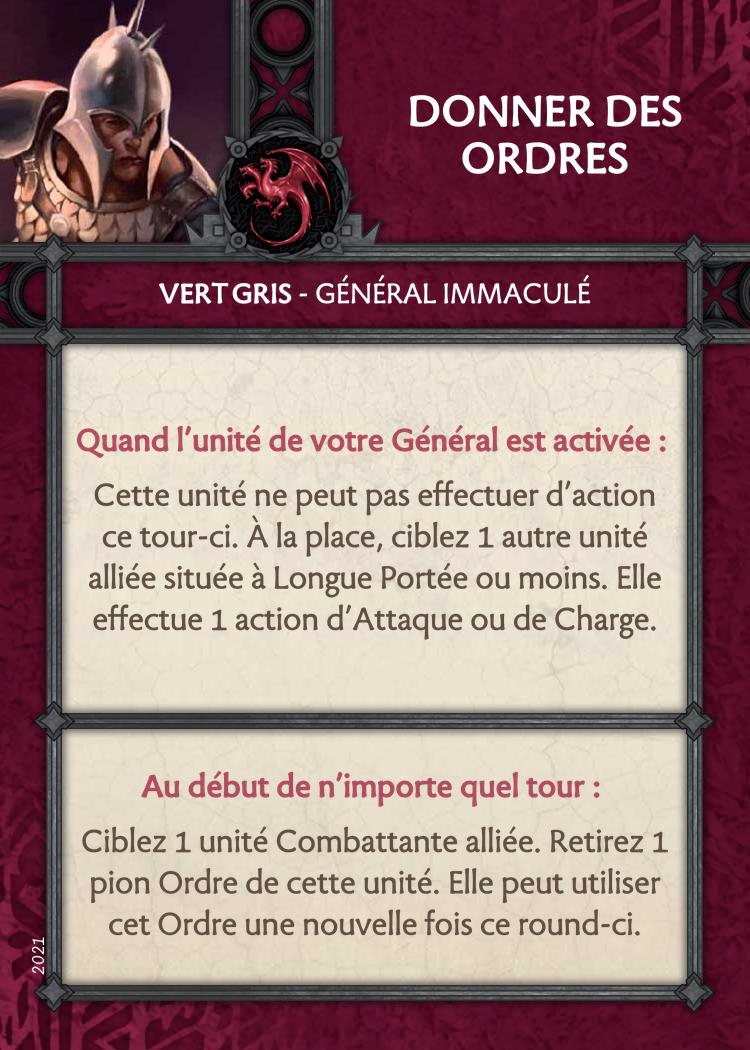 DONNER DES
ORDRES
VERT GRIS - GÉNÉRAL IMMACULÉ
Quand l'unité de votre Général est activée :
Cette unité ne peut pas effectuer d'action
ce tour-ci. À la place, ciblez 1 autre unité
alliée située à Longue Portée ou moins. Elle
effectue 1 action d'Attaque ou de Charge.
Au début de n'importe quel tour :
Ciblez 1 unité Combattante alliée. Retirez 1
pion Ordre de cette unité. Elle peut utiliser
cet Ordre une nouvelle fois ce round-ci.
2021